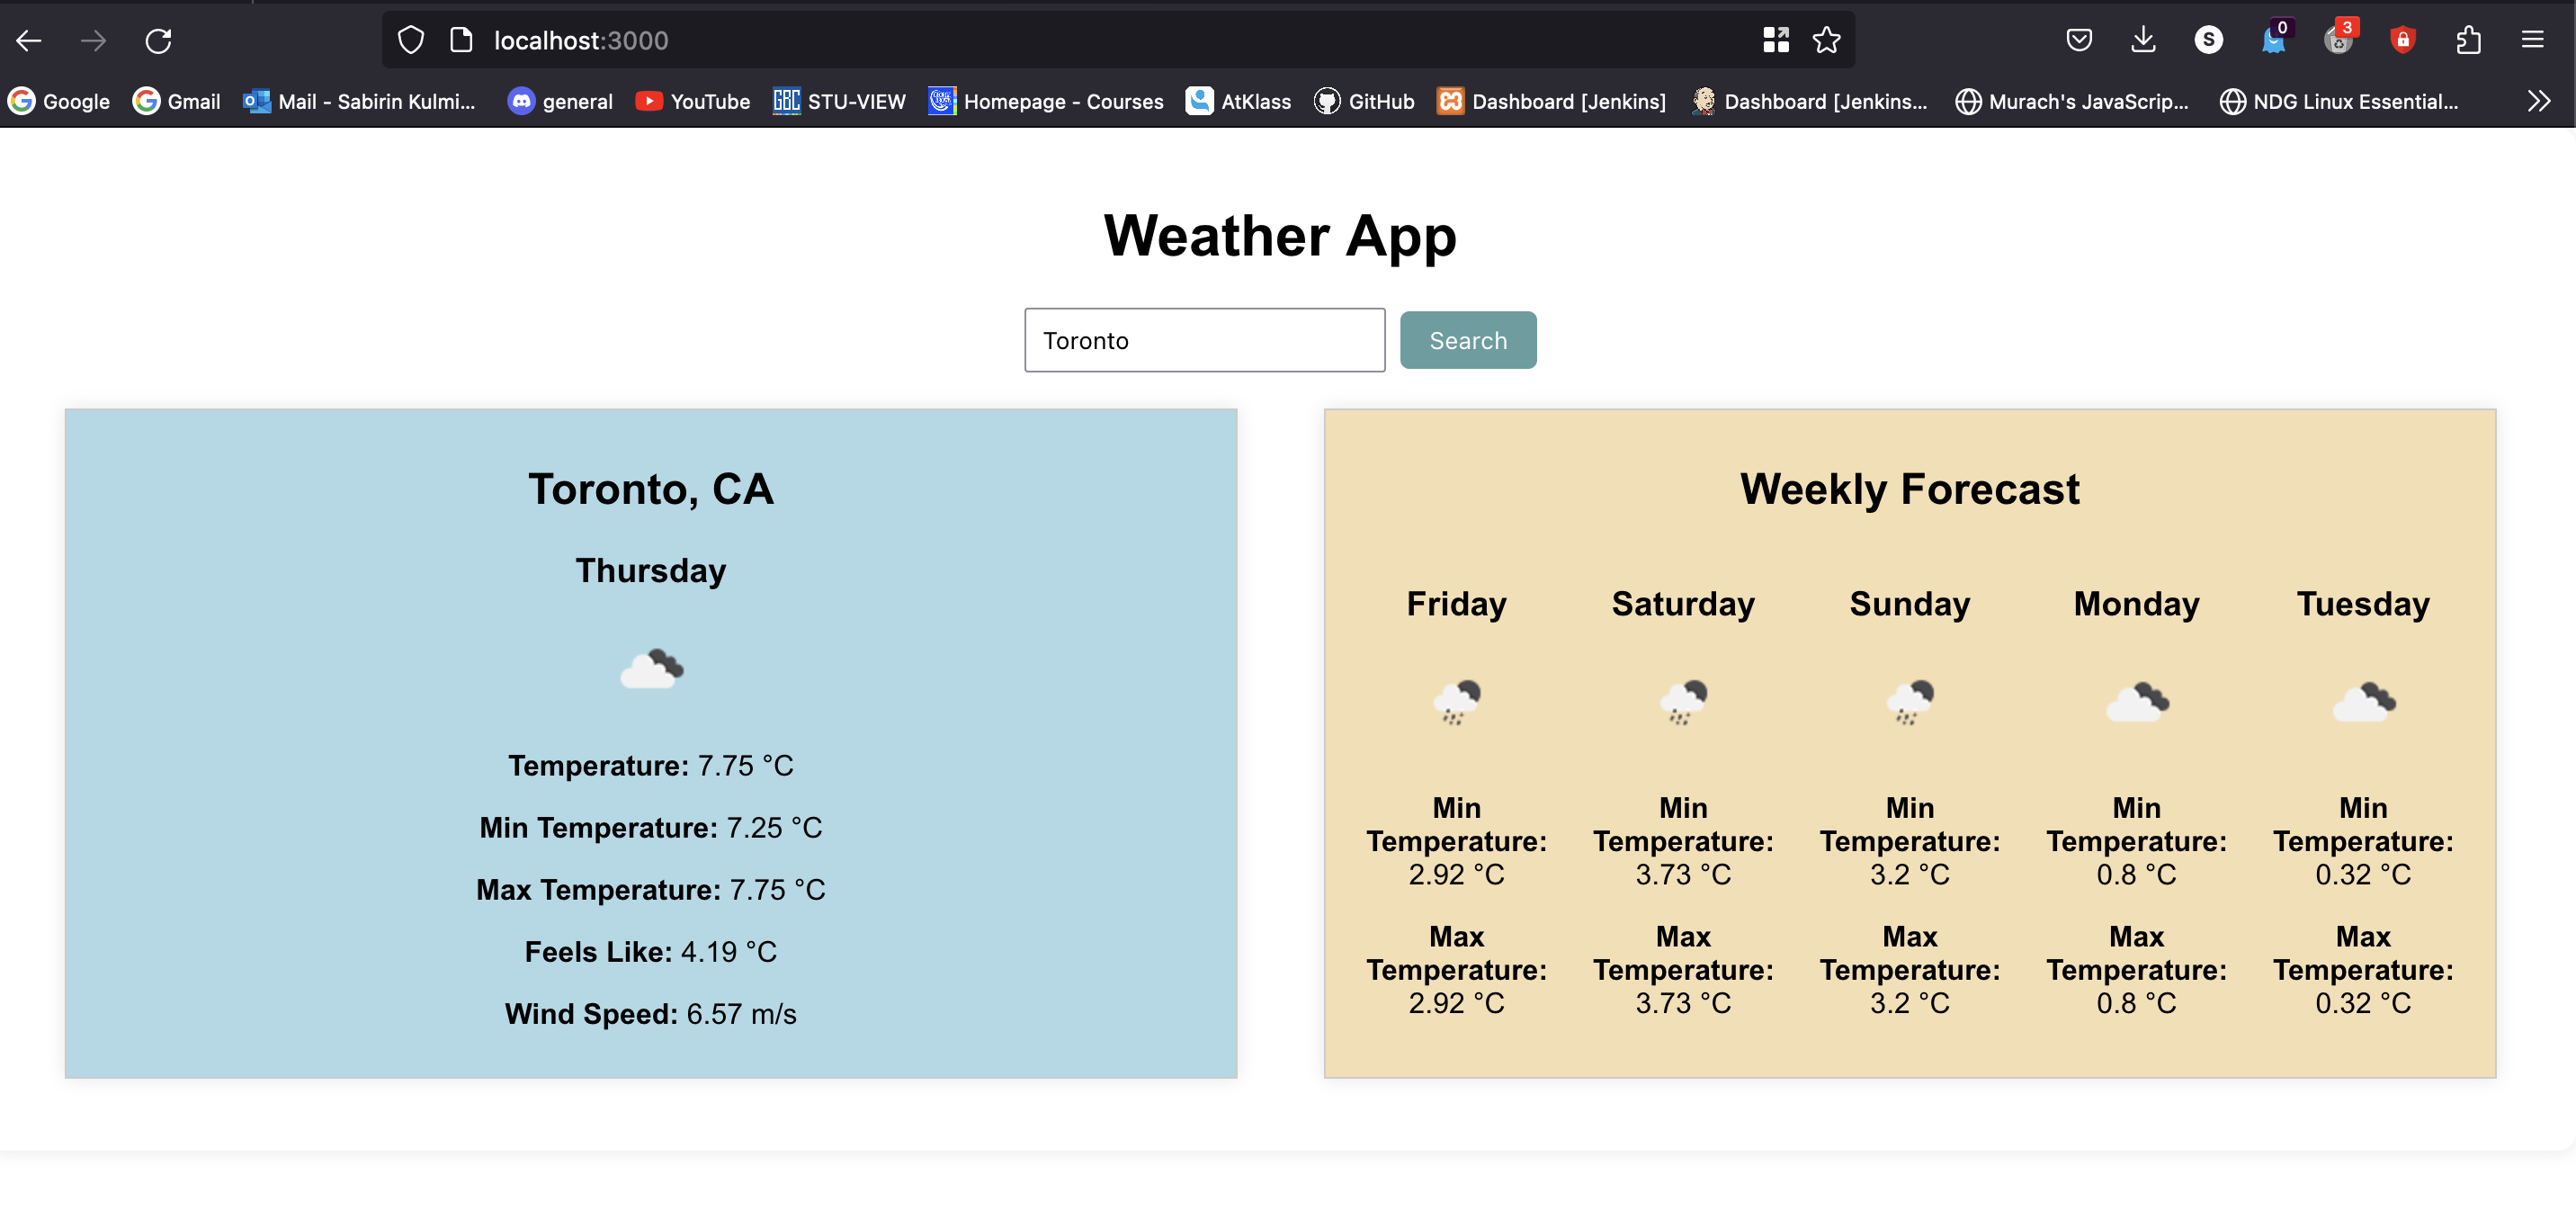 localhost:3000
S
0
3
Google Gmail Mail - Sabirin Kulmi... general YouTube GBC STU-VIEW Homepage - Courses AtKlass GitHub Dashboard [Jenkins] Dashboard [Jenkins... Murach's JavaScrip... NDG Linux Essential...
Weather App
Toronto Search
Toronto, CA
Thursday
Temperature: 7.75 °C
Min Temperature: 7.25 °C
Max Temperature: 7.75 °C
Feels Like: 4.19 °C
Wind Speed: 6.57 m/s
Weekly Forecast
Friday
Min
Temperature:
2.92 °C
Max
Temperature:
2.92 °C
Saturday
Min
Temperature:
3.73 °C
Max
Temperature:
3.73 °C
Sunday
Min
Temperature:
3.2 °C
Max
Temperature:
3.2 °C
Monday
Min
Temperature:
0.8 °C
Max
Temperature:
0.8 °C
Tuesday
Min
Temperature:
0.32 °C
Max
Temperature:
0.32 °C